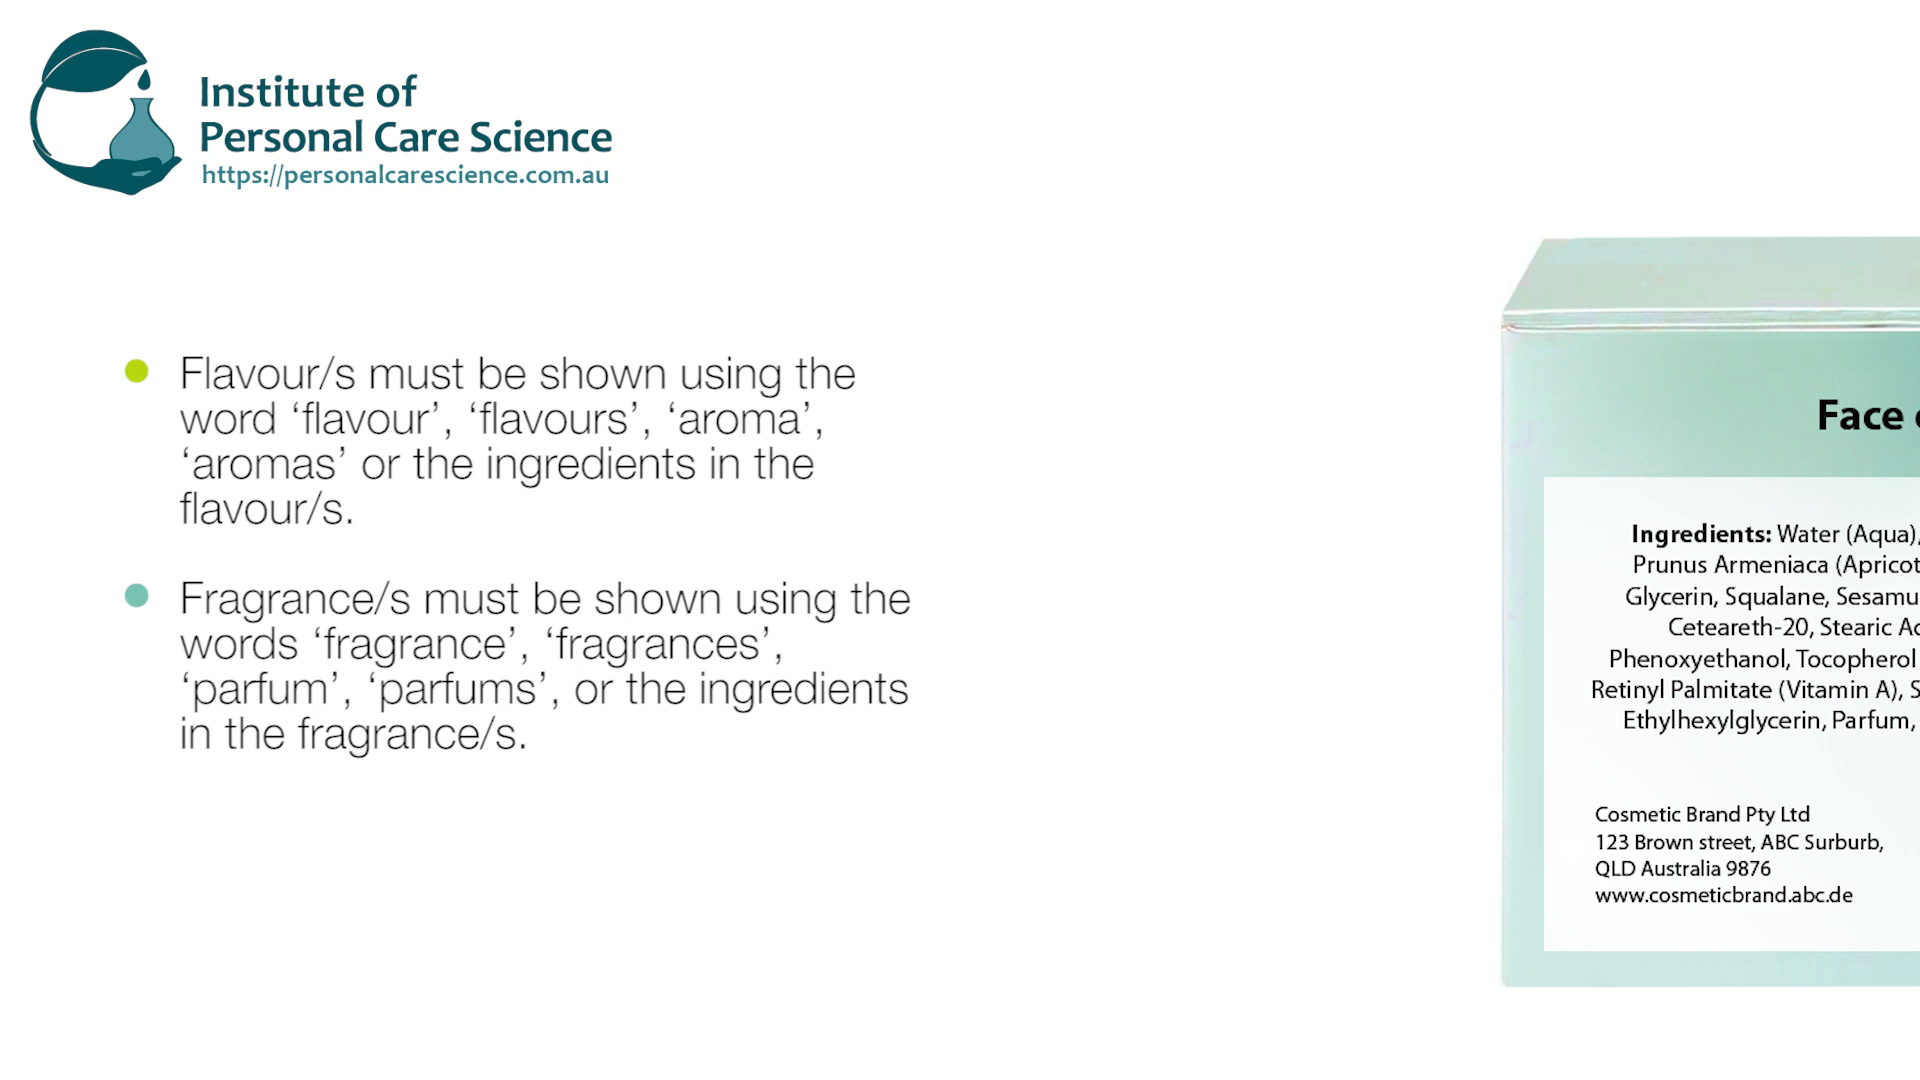 Institute of
Personal Care Science
https://personalcarescience.com.au
Flavour/s must be shown using the
word ‘flavour’, ‘flavours’, ‘aroma’,
‘aromas’ or the ingredients in the
flavour/s.
Fragrance/s must be shown using the
words ‘fragrance’, ‘fragrances’,
‘parfum’, ‘parfums’, or the ingredients
in the fragrance/s.
Face
Ingredients: Water (Aqua),
Prunus Armeniaca (Apricot
Glycerin, Squalane, Sesamu
Ceteareth-20, Stearic Ac
Phenoxyethanol, Tocopherol
Retinyl Palmitate (Vitamin A), S
Ethylhexylglycerin, Parfum,
Cosmetic Brand Pty Ltd
123 Brown street, ABC Surburb,
QLD Australia 9876
www.cosmeticbrand.abc.de